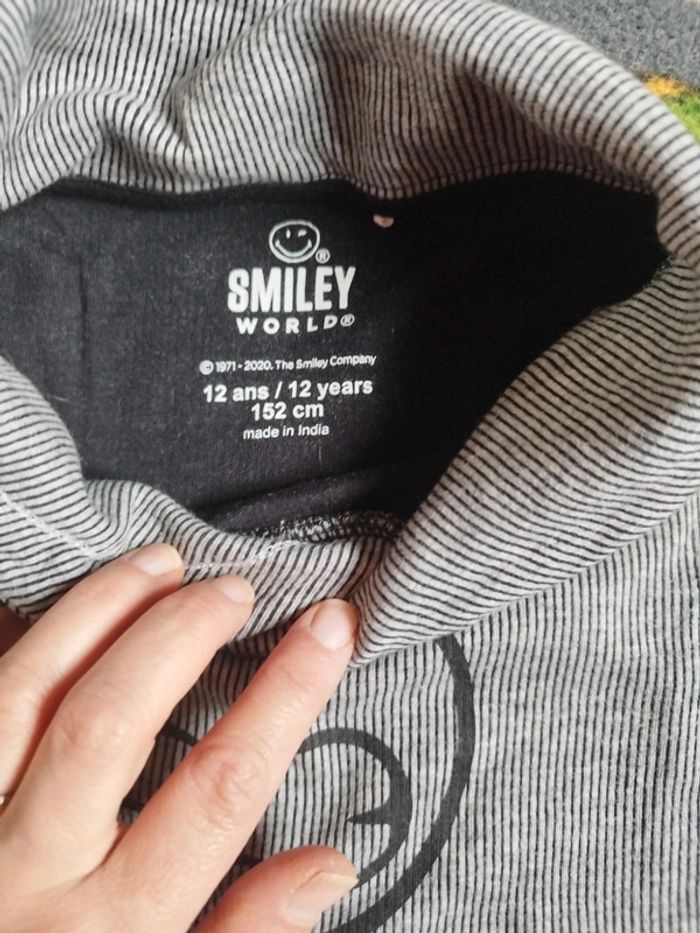 ®
SMILEY
WORLD®
© 1971 - 2020. The Smiley Company
12 ans / 12 years
152 cm
made in India